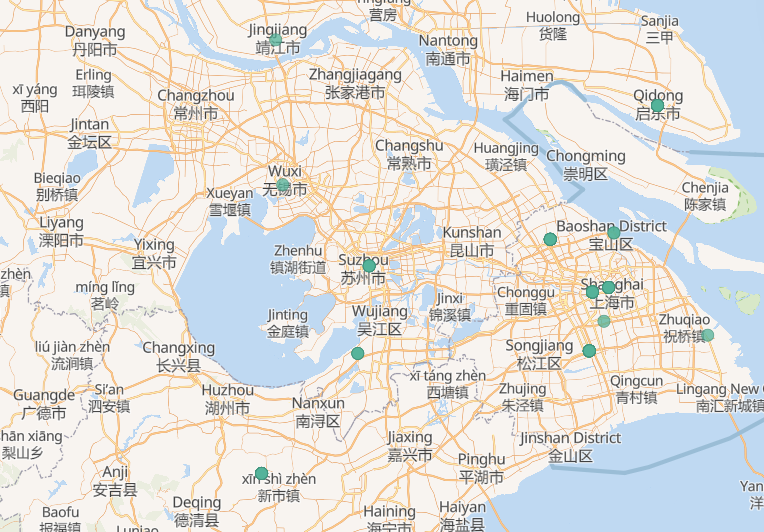 营房
Huolong
货隆
Sanjia
三甲
Danyang
丹阳市
Jingjiang
靖江市
Nantong
南通市
Erling
珥陵镇
xī yáng
西阳
Zhangjiagang
张家港市
Haimen
海门市
Changzhou
常州市
Qidong
启东市
Jintan
金坛区
Changshu
常熟市
Huangjing
璜泾镇
Chongming
崇明区
Bieqiao
别桥镇
Wuxi
无锡市
Xueyan
雪堰镇
Chenjia
陈家镇
Liyang
溧阳市
Kunshan
昆山市
Baoshan District
宝山区
Yixing
宜兴市
Zhenhu
镇湖街道
Suzhou
苏州市
míng lǐng
茗岭
Chonggu
重固镇
Shanghai
上海市
Jinxi
锦溪镇
Jinting
金庭镇
Wujiang
吴江区
Zhuqiao
祝桥镇
liú jiàn zhèn
流涧镇
Changxing
长兴县
Songjiang
松江区
Guangde
广德市
Si'an
泗安镇
Huzhou
湖州市
xī táng zhèn
西塘镇
Zhujing
朱泾镇
Qingcun
青村镇
Lingang New
南汇新城镇
Nanxun
南浔区
Jiaxing
嘉兴市
Jinshan District
金山区
梨山乡
Anji
安吉县
xīn shì zhèn
新市镇
Pinghu
平湖市
Baofu
报福镇
Deqing
德清县
Haining
海宁市
Haiyan
海盐县